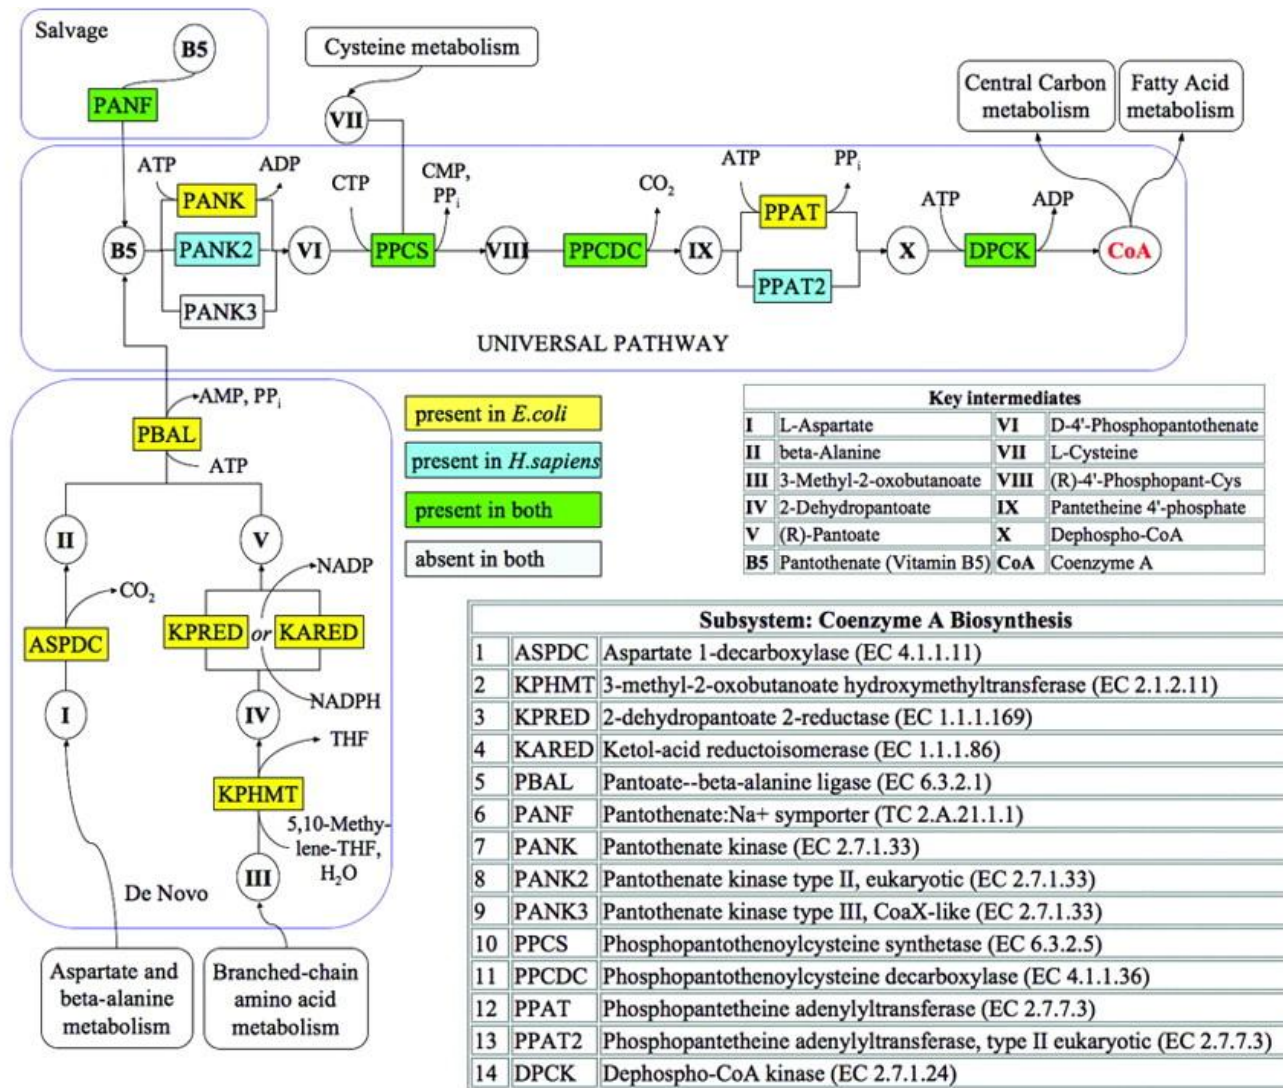 Salvage
B5
PANF
Cysteine metabolism
VII
Central Carbon
metabolism
Fatty Acid
metabolism
ATP
ADP
PANK
B5
PANK2
PANK3
VI
CTP
PPCS
CMP,
PPi
VIII
PPCDC
CO2
IX
ATP
PPi
PPAT
PPAT2
X
ATP
DPCK
ADP
CoA
UNIVERSAL PATHWAY
AMP, PPi
PBAL
ATP
II
V
CO2
NADP
ASPDC
KPRED or KARED
I
NADPH
IV
THF
KPHMT
5,10-Methy-
lene-THF,
H2O
III
De Novo
Aspartate and
beta-alanine
metabolism
Branched-chain
amino acid
metabolism
present in E.coli
present in H.sapiens
present in both
absent in both
Key intermediates
I L-Aspartate VI D-4'-Phosphopantothenate
II beta-Alanine VII L-Cysteine
III 3-Methyl-2-oxobutanoate VIII (R)-4'-Phosphopant-Cys
IV 2-Dehydropantoate IX Pantetheine 4'-phosphate
V (R)-Pantoate X Dephospho-CoA
B5 Pantothenate (Vitamin B5) CoA Coenzyme A
Subsystem: Coenzyme A Biosynthesis
1 ASPDC Aspartate 1-decarboxylase (EC 4.1.1.11)
2 KPHMT 3-methyl-2-oxobutanoate hydroxymethyltransferase (EC 2.1.2.11)
3 KPRED 2-dehydropantoate 2-reductase (EC 1.1.1.169)
4 KARED Ketol-acid reductoisomerase (EC 1.1.1.86)
5 PBAL Pantoate--beta-alanine ligase (EC 6.3.2.1)
6 PANF Pantothenate:Na+ symporter (TC 2.A.21.1.1)
7 PANK Pantothenate kinase (EC 2.7.1.33)
8 PANK2 Pantothenate kinase type II, eukaryotic (EC 2.7.1.33)
9 PANK3 Pantothenate kinase type III, CoaX-like (EC 2.7.1.33)
10 PPCS Phosphopantothenoylcysteine synthetase (EC 6.3.2.5)
11 PPCDC Phosphopantothenoylcysteine decarboxylase (EC 4.1.1.36)
12 PPAT Phosphopantetheine adenylyltransferase (EC 2.7.7.3)
13 PPAT2 Phosphopantetheine adenylyltransferase, type II eukaryotic (EC 2.7.7.3)
14 DPCK Dephospho-CoA kinase (EC 2.7.1.24)